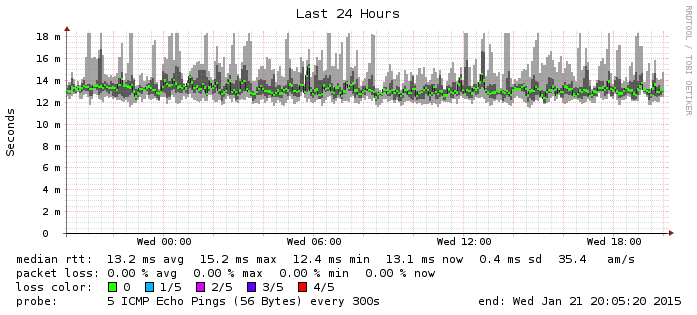 Last 24 Hours
RRDTOOL / TOBI OETIKER
Seconds
18 m
16 m
14 m
12 m
10 m
8 m
6 m
4 m
2 m
0
Wed 00:00 Wed 06:00 Wed 12:00 Wed 18:00
median rtt: 13.2 ms avg 15.2 ms max 12.4 ms min 13.1 ms now 0.4 ms sd 35.4 am/s
packet loss: 0.00 % avg 0.00 % max 0.00 % min 0.00 % now
loss color: 0 1/5 2/5 3/5 4/5
probe: 5 ICMP Echo Pings (56 Bytes) every 300s end: Wed Jan 21 20:05:20 2015